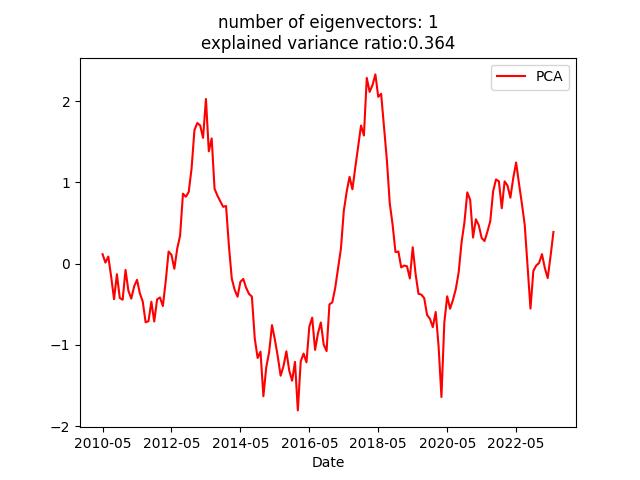 number of eigenvectors: 1
explained variance ratio:0.364
PCA
2
1
0
−1
−2
2010-05 2012-05 2014-05 2016-05 2018-05 2020-05 2022-05
Date